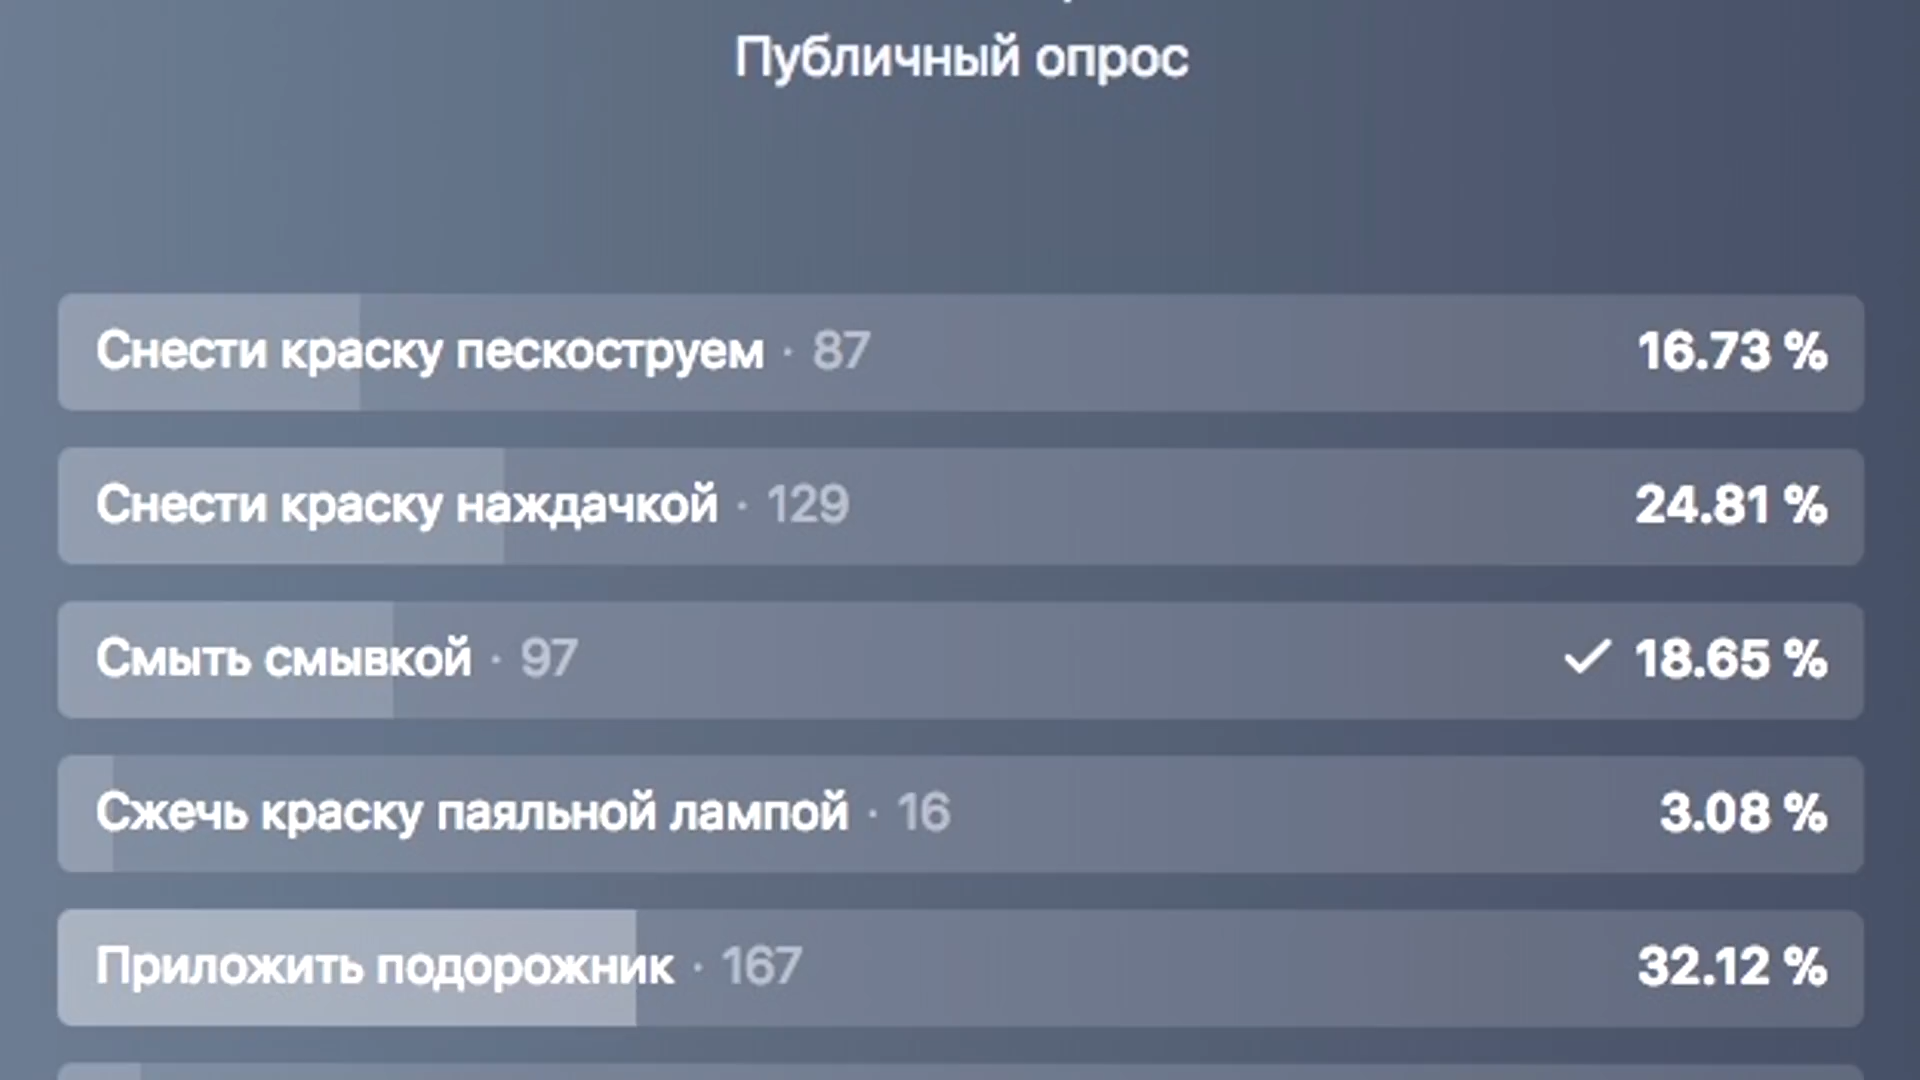 Публичный опрос
Снести краску пескоструем · 87 16.73 %
Снести краску наждачкой · 129 24.81 %
Смыть смывкой · 97 18.65 %
Сжечь краску паяльной лампой · 16 3.08 %
Приложить подорожник · 167 32.12 %